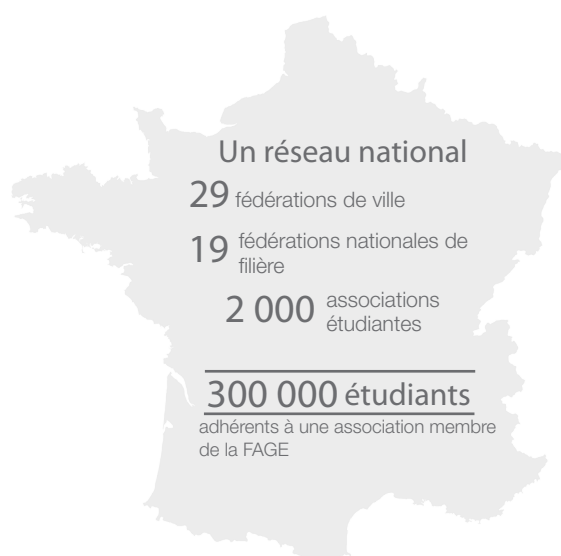 Un réseau national
29 fédérations de ville
19 fédérations nationales de
filière
2 000 associations
étudiantes
300 000 étudiants
adhérents à une association membre
de la FAGE